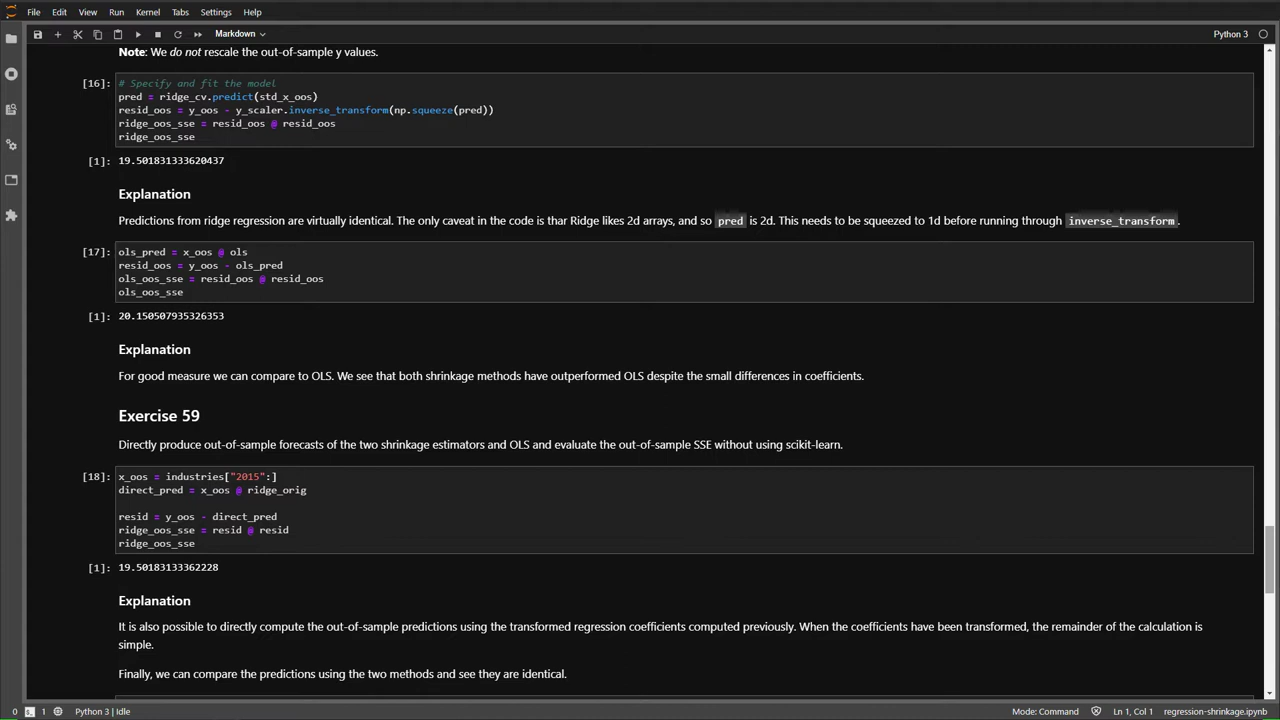 File Edit View Run Kernel Tabs Settings Help
Markdown Python 3
Note: We do not rescale the out-of-sample y values.
[16]: # Specify and fit the model
pred = ridge_cv.predict(std_x_oos)
resid_oos = y_oos - y_scaler.inverse_transform(np.squeeze(pred))
ridge_oos_sse = resid_oos @ resid_oos
ridge_oos_sse
[1]: 19.501831333620437
Explanation
Predictions from ridge regression are virtually identical. The only caveat in the code is thar Ridge likes 2d arrays, and so pred is 2d. This needs to be squeezed to 1d before running through inverse_transform.
[17]: ols_pred = x_oos @ ols
resid_oos = y_oos - ols_pred
ols_oos_sse = resid_oos @ resid_oos
ols_oos_sse
[1]: 20.150507935326353
Explanation
For good measure we can compare to OLS. We see that both shrinkage methods have outperformed OLS despite the small differences in coefficients.
Exercise 59
Directly produce out-of-sample forecasts of the two shrinkage estimators and OLS and evaluate the out-of-sample SSE without using scikit-learn.
[18]: x_oos = industries["2015":]
direct_pred = x_oos @ ridge_orig
resid = y_oos - direct_pred
ridge_oos_sse = resid @ resid
ridge_oos_sse
[1]: 19.50183133362228
Explanation
It is also possible to directly compute the out-of-sample predictions using the transformed regression coefficients computed previously. When the coefficients have been transformed, the remainder of the calculation is
simple.
Finally, we can compare the predictions using the two methods and see they are identical.
0 1 Python 3 | Idle Mode: Command Ln 1, Col 1 regression-shrinkage.ipynb